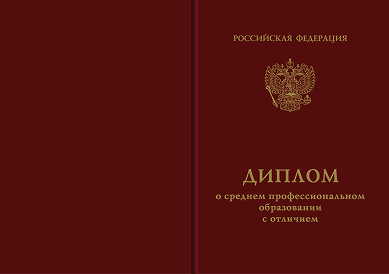 РОССИЙСКАЯ ФЕДЕРАЦИЯ
ДИПЛОМ
о среднем профессиональном
образовании
с отличием